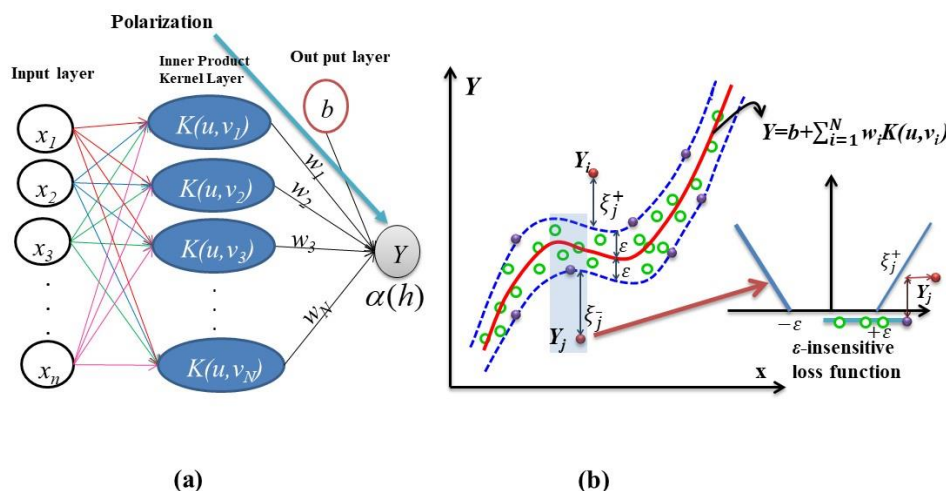 Polarization
Input layer
Inner Product
Kernel Layer
Out put layer
x1
x2
x3
xn
K(u,v1)
K(u,v2)
K(u,v3)
K(u,vN)
w1
w2
w3
wN
b
Y
α(h)
(a)
Y
Y=b+∑_{i=1}^{N} wiK(u,vi)
Yi
ξj+
ε
ε
ξj-
Yj
x
ξj+
Yj
-ε
+ε
ε-insensitive
loss function
(b)